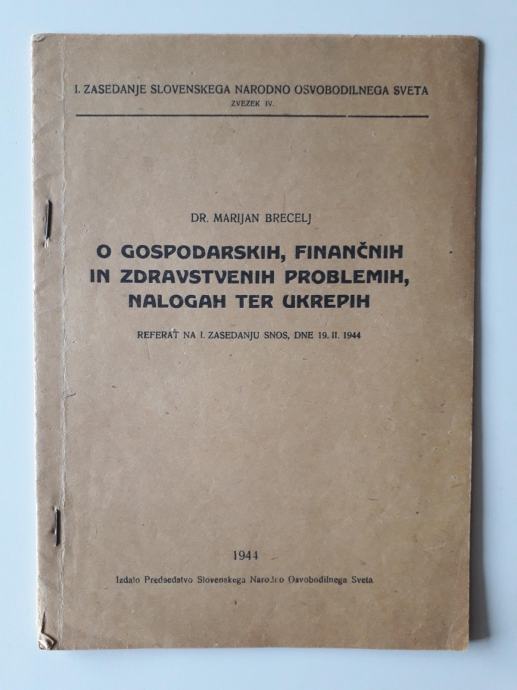 I. ZASEDANJE SLOVENSKEGA NARODNO OSVOBODILNEGA SVETA
ZVEZEK IV.
DR. MARIJAN BRECELJ
O GOSPODARSKIH, FINANČNIH
IN ZDRAVSTVENIH PROBLEMIH,
NALOGAH TER UKREPIH
REFERAT NA I. ZASEDANJU SNOS, DNE 19. II. 1944
1944
Izdalo Predsedstvo Slovenskega Narodno Osvobodilnega Sveta